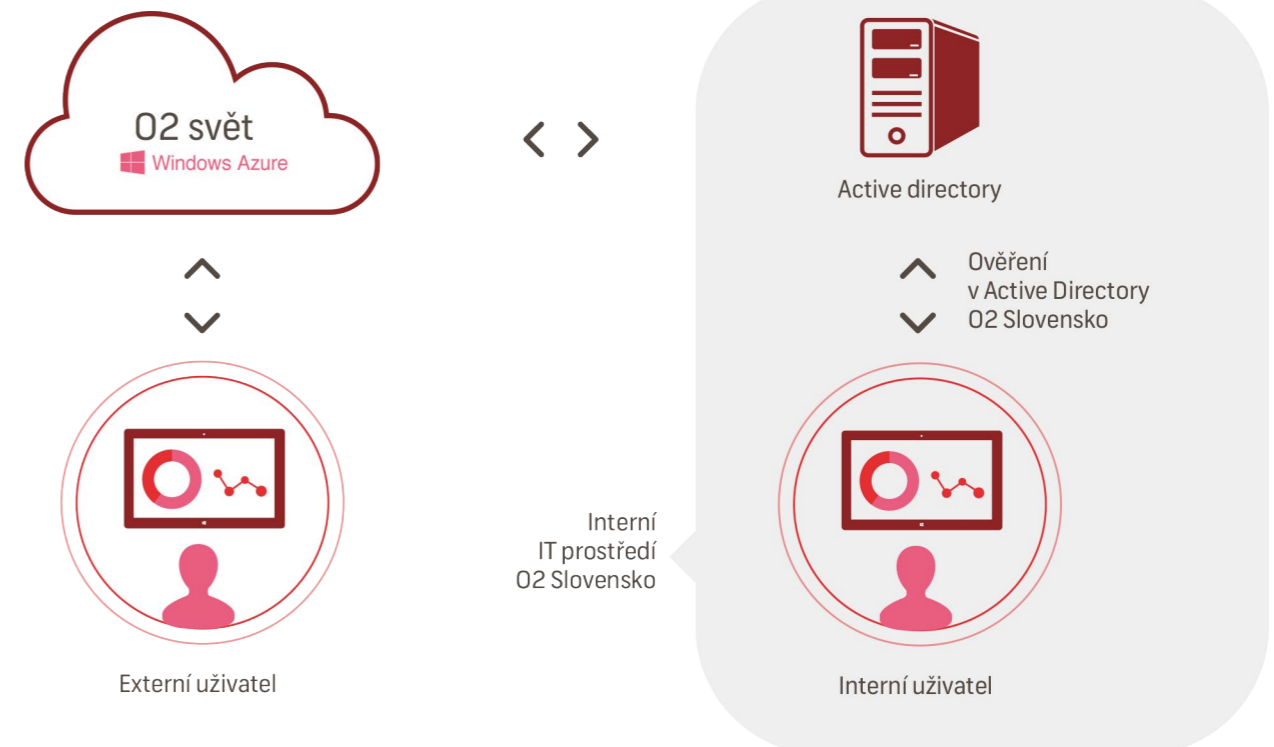 O2 svět
Windows Azure
Active directory
Ověření
v Active Directory
O2 Slovensko
Interní
IT prostředí
O2 Slovensko
Externí uživatel
Interní uživatel